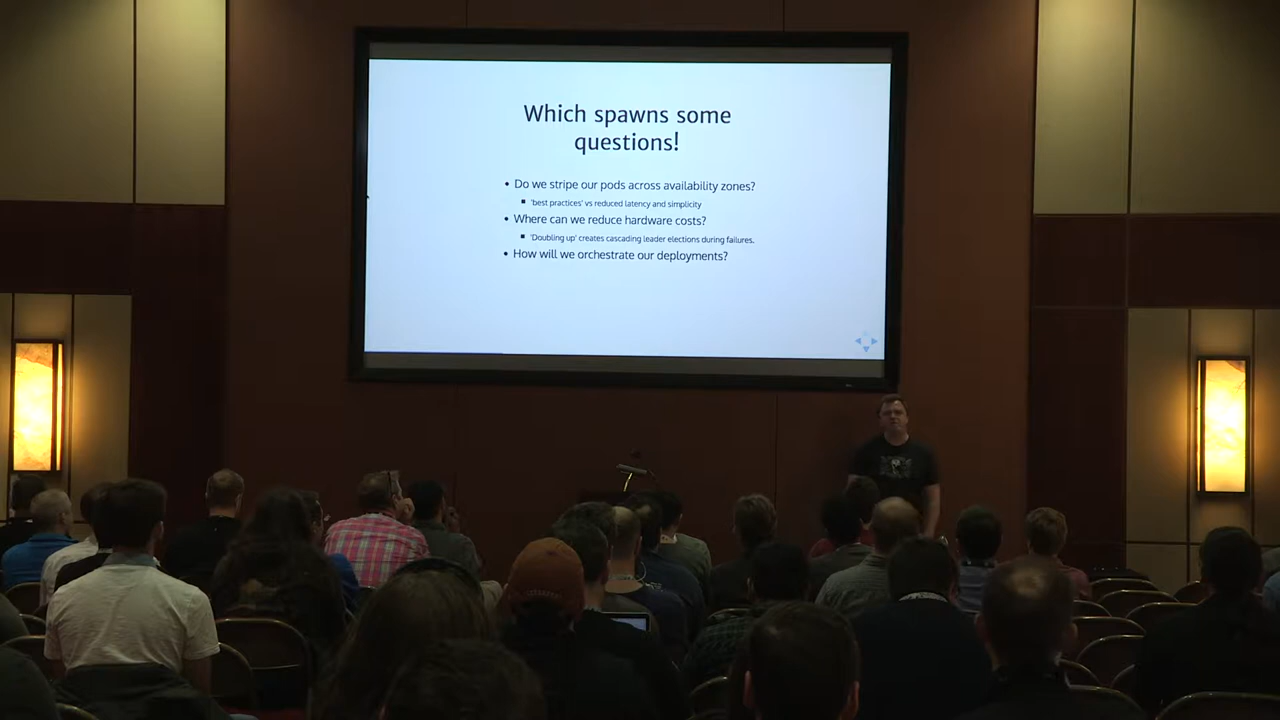 Which spawns some
questions!
• Do we stripe our pods across availability zones?
▪ 'best practices' vs reduced latency and simplicity
• Where can we reduce hardware costs?
▪ 'Doubling up' creates cascading leader elections during failures.
• How will we orchestrate our deployments?